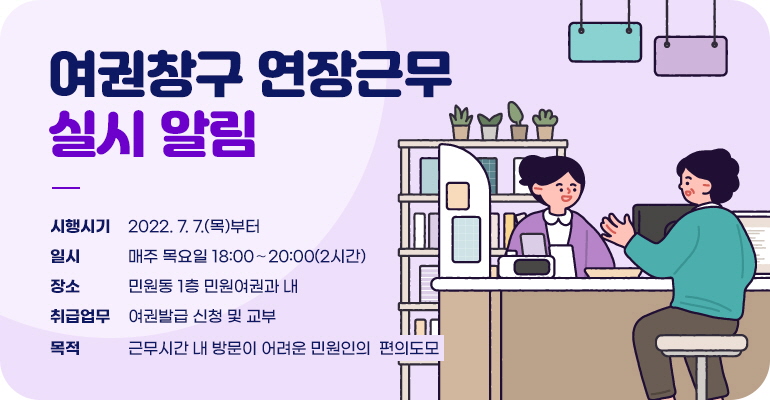 여권창구 연장근무
실시 알림
시행시기 2022. 7. 7.(목)부터
일시 매주 목요일 18:00~20:00(2시간)
장소 민원동 1층 민원여권과 내
취급업무 여권발급 신청 및 교부
목적 근무시간 내 방문이 어려운 민원인의 편의도모